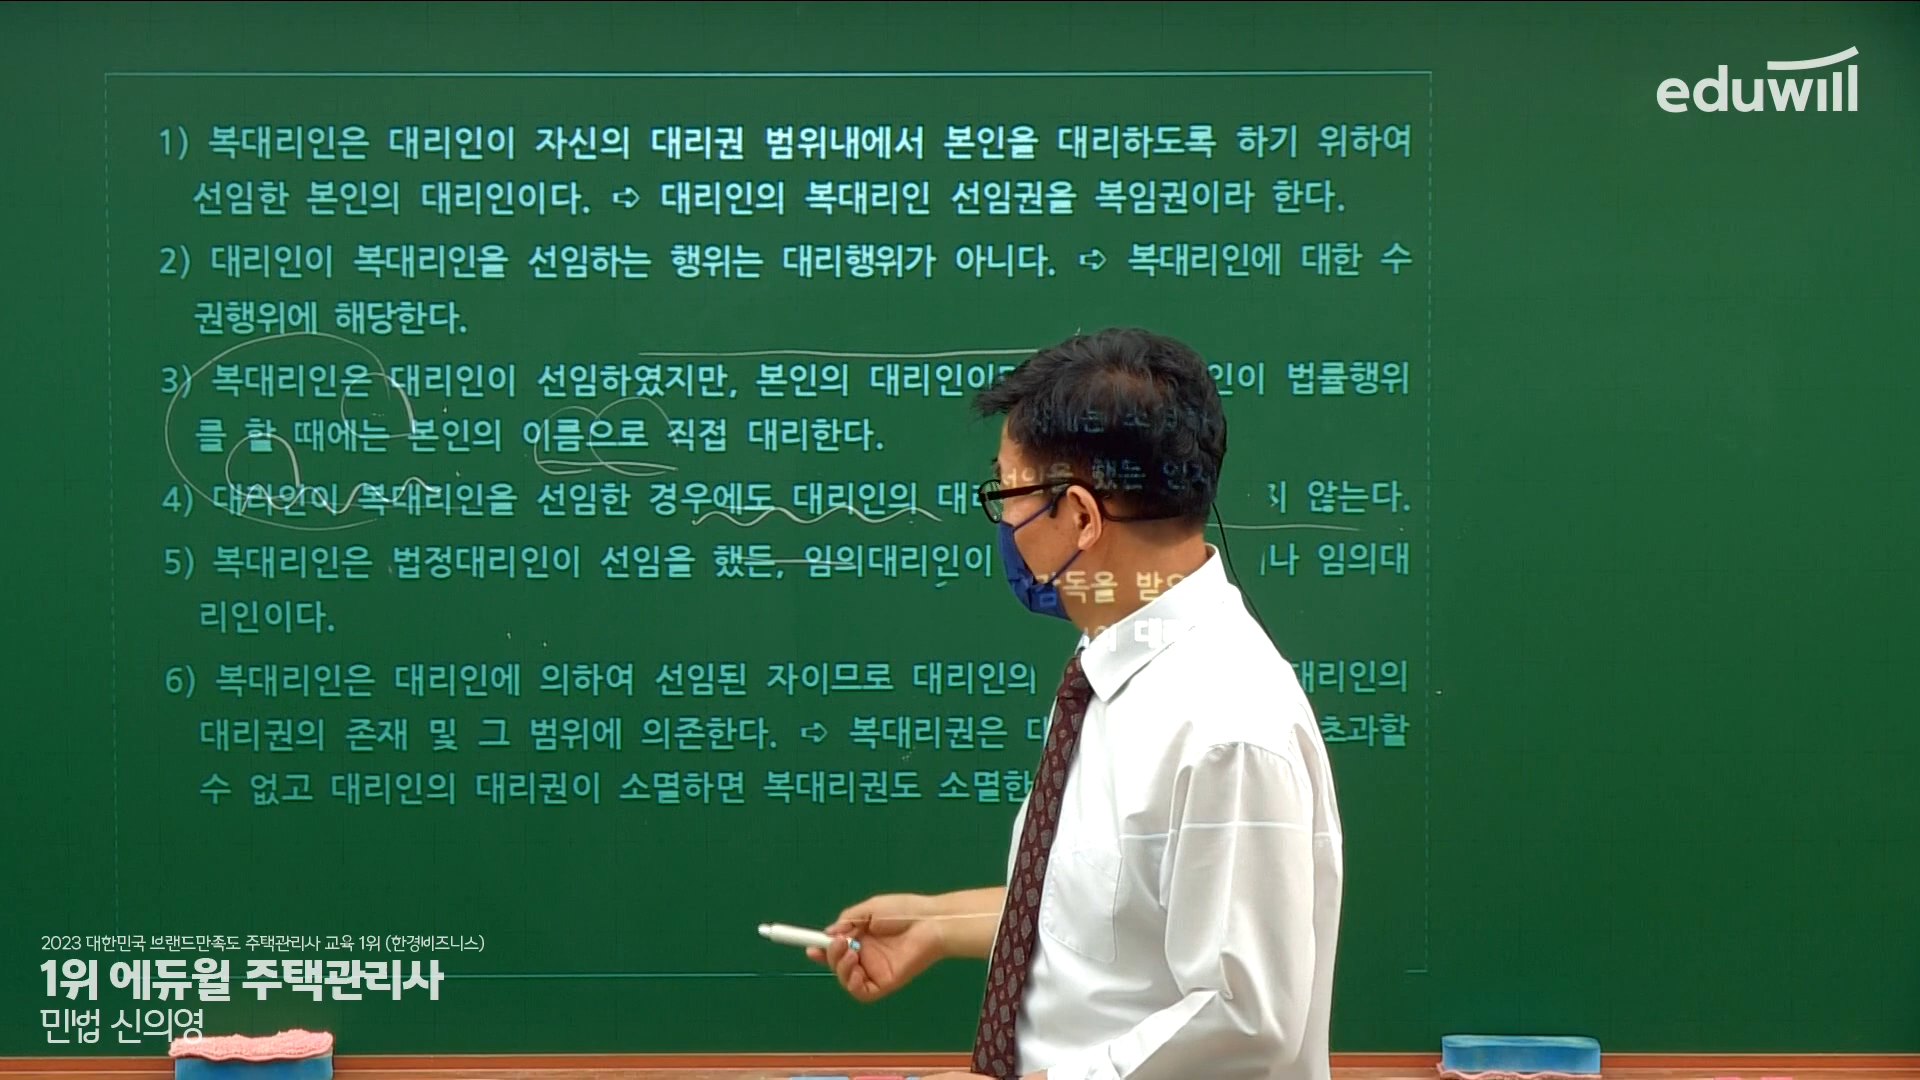 eduwill
1) 복대리인은 대리인이 자신의 대리권 범위내에서 본인을 대리하도록 하기 위하여
선임한 본인의 대리인이다. ➪ 대리인의 복대리인 선임권을 복임권이라 한다.
2) 대리인이 복대리인을 선임하는 행위는 대리행위가 아니다. ➪ 복대리인에 대한 수
권행위에 해당한다.
3) 복대리인은 대리인이 선임하였지만, 본인의 대리인이 법률행위
를 할 때에는 본인의 이름으로 직접 대리한다.
4) 대리인이 복대리인을 선임한 경우에도 대리인의 않는다.
5) 복대리인은 법정대리인이 선임을 했든, 임의대리인이 임의대
리인이다.
6) 복대리인은 대리인에 의하여 선임된 자이므로 대리인의 대리인의
대리권의 존재 및 그 범위에 의존한다. ➪ 복대리권은 초과할
수 없고 대리인의 대리권이 소멸하면 복대리권도 소멸한
2023 대한민국 브랜드만족도 주택관리사 교육 1위 (한경비즈니스)
1위 에듀윌 주택관리사
민법 신의영